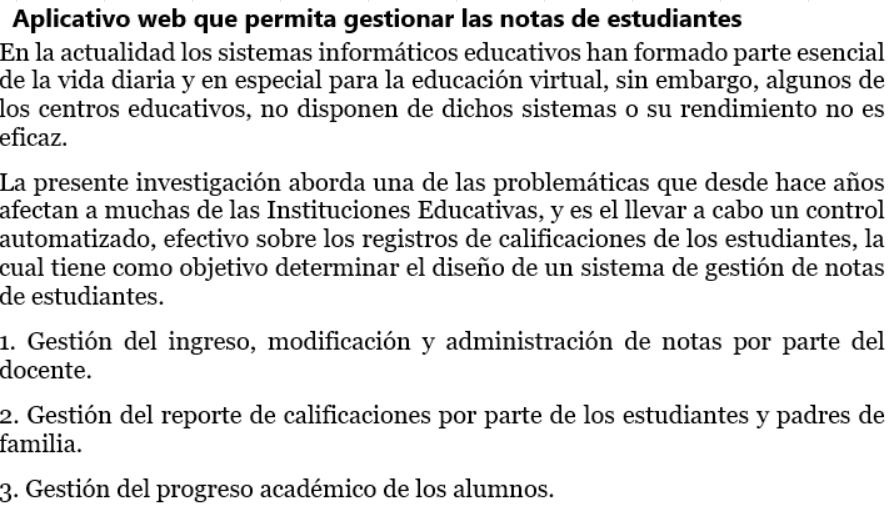 Aplicativo web que permita gestionar las notas de estudiantes
En la actualidad los sistemas informáticos educativos han formado parte esencial
de la vida diaria y en especial para la educación virtual, sin embargo, algunos de
los centros educativos, no disponen de dichos sistemas o su rendimiento no es
eficaz.
La presente investigación aborda una de las problemáticas que desde hace años
afectan a muchas de las Instituciones Educativas, y es el llevar a cabo un control
automatizado, efectivo sobre los registros de calificaciones de los estudiantes, la
cual tiene como objetivo determinar el diseño de un sistema de gestión de notas
de estudiantes.
1. Gestión del ingreso, modificación y administración de notas por parte del
docente.
2. Gestión del reporte de calificaciones por parte de los estudiantes y padres de
familia.
3. Gestión del progreso académico de los alumnos.